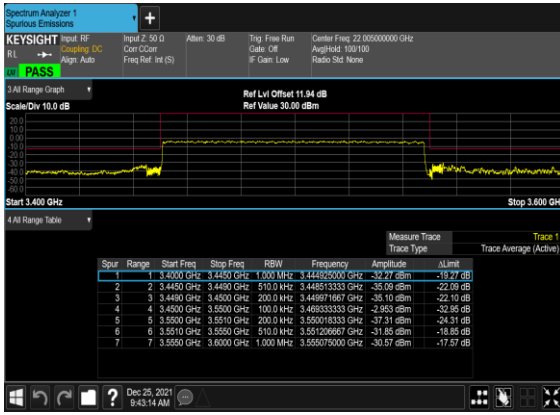 Spectrum Analyzer 1
Spurious Emissions
+
KEYSIGHT Input: RF Input Z: 50 Ω Atten: 30 dB Trig: Free Run Center Freq: 22.005000000 GHz
RL Coupling: DC Corr CCorr Gate: Off Avg|Hold: 100/100
Align: Auto Freq Ref: Int (S) IF Gain: Low Radio Std: None
PASS
3 All Range Graph Ref Lvl Offset 11.94 dB
Scale/Div 10.0 dB Ref Value 30.00 dBm
20.0
10.0
0.00
-10.0
-20.0
-30.0
-40.0
-50.0
-60.0
Start 3.400 GHz Stop 3.600 GH
4 All Range Table
Measure Trace Trace 1
Trace Type Trace Average (Active)
Spur Range Start Freq Stop Freq RBW Frequency Amplitude ΔLimit
1 1 3.4000 GHz 3.4450 GHz 1.000 MHz 3.444925000 GHz -32.27 dBm -19.27 dB
2 2 3.4450 GHz 3.4490 GHz 510.0 kHz 3.448513333 GHz -35.09 dBm -22.09 dB
3 3 3.4490 GHz 3.4500 GHz 200.0 kHz 3.449971667 GHz -35.10 dBm -22.10 dB
4 4 3.4500 GHz 3.5500 GHz 100.0 kHz 3.469333333 GHz -2.953 dBm -32.95 dB
5 5 3.5500 GHz 3.5510 GHz 200.0 kHz 3.550018333 GHz -37.31 dBm -24.31 dB
6 6 3.5510 GHz 3.5550 GHz 510.0 kHz 3.551206667 GHz -31.85 dBm -18.85 dB
7 7 3.5550 GHz 3.6000 GHz 1.000 MHz 3.555075000 GHz -30.57 dBm -17.57 dB
? Dec 25, 2021
9:43:14 AM